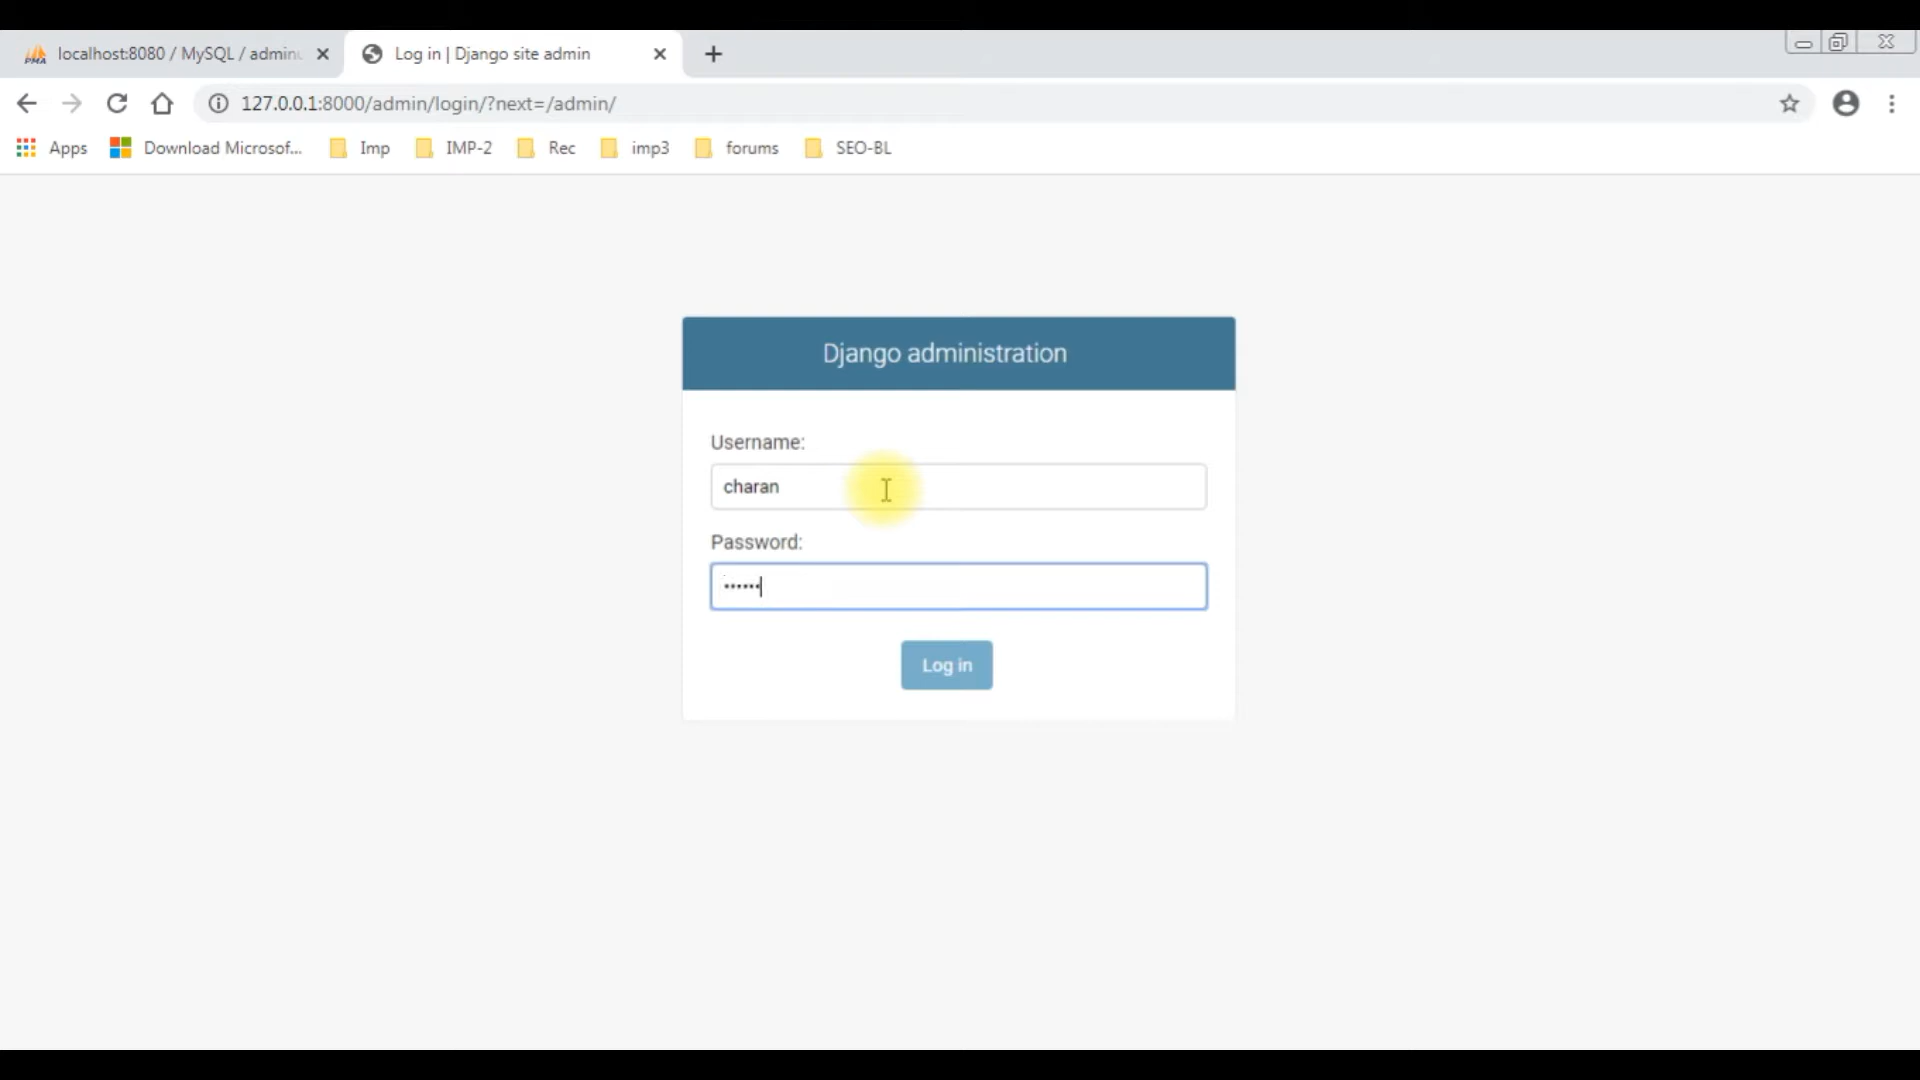 localhost:8080 / MySQL / adminu
Log in | Django site admin
127.0.0.1:8000/admin/login/?next=/admin/
Apps
Download Microsof...
Imp
IMP-2
Rec
imp3
forums
SEO-BL
Django administration
Username:
charan
Password:
••••••
Log in